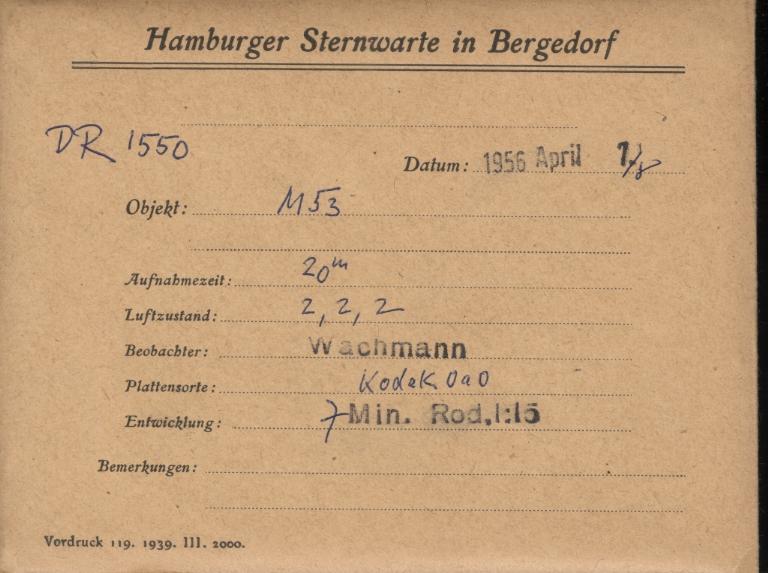 Hamburger Sternwarte in Bergedorf
DR 1550
Datum: 1956 April 7/8
Objekt: M53
Aufnahmezeit: 20m
Luftzustand: 2, 2, 2
Beobachter: Wachmann
Plattensorte: Kodak 0a0
Entwicklung: 7 Min. Rod. 1:15
Bemerkungen:
Vordruck 119. 1939. III. 2000.